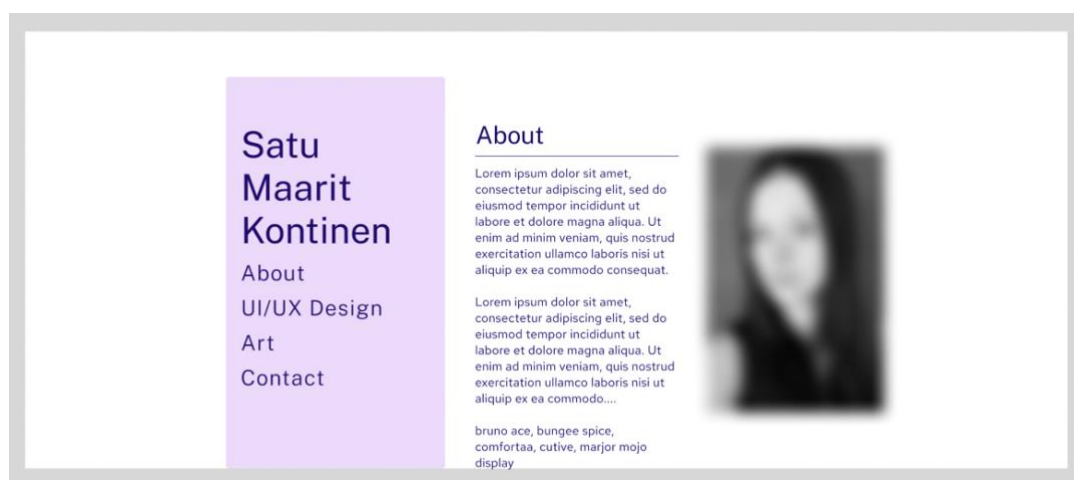 Satu
Maarit
Kontinen
About
UI/UX Design
Art
Contact
About
Lorem ipsum dolor sit amet,
consectetur adipiscing elit, sed do
eiusmod tempor incididunt ut
labore et dolore magna aliqua. Ut
enim ad minim veniam, quis nostrud
exercitation ullamco laboris nisi ut
aliquip ex ea commodo consequat.
Lorem ipsum dolor sit amet,
consectetur adipiscing elit, sed do
eiusmod tempor incididunt ut
labore et dolore magna aliqua. Ut
enim ad minim veniam, quis nostrud
exercitation ullamco laboris nisi ut
aliquip ex ea commodo....
bruno ace, bungee spice,
comfortaa, cutive, marjor mojo
display